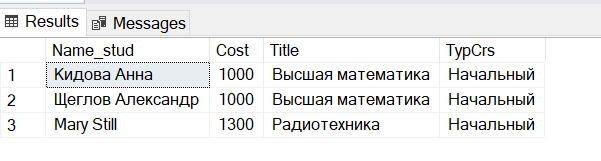 Results Messages
Name_stud Cost Title TypCrs
1 Кидова Анна 1000 Высшая математика Начальный
2 Щеглов Александр 1000 Высшая математика Начальный
3 Mary Still 1300 Радиотехника Начальный